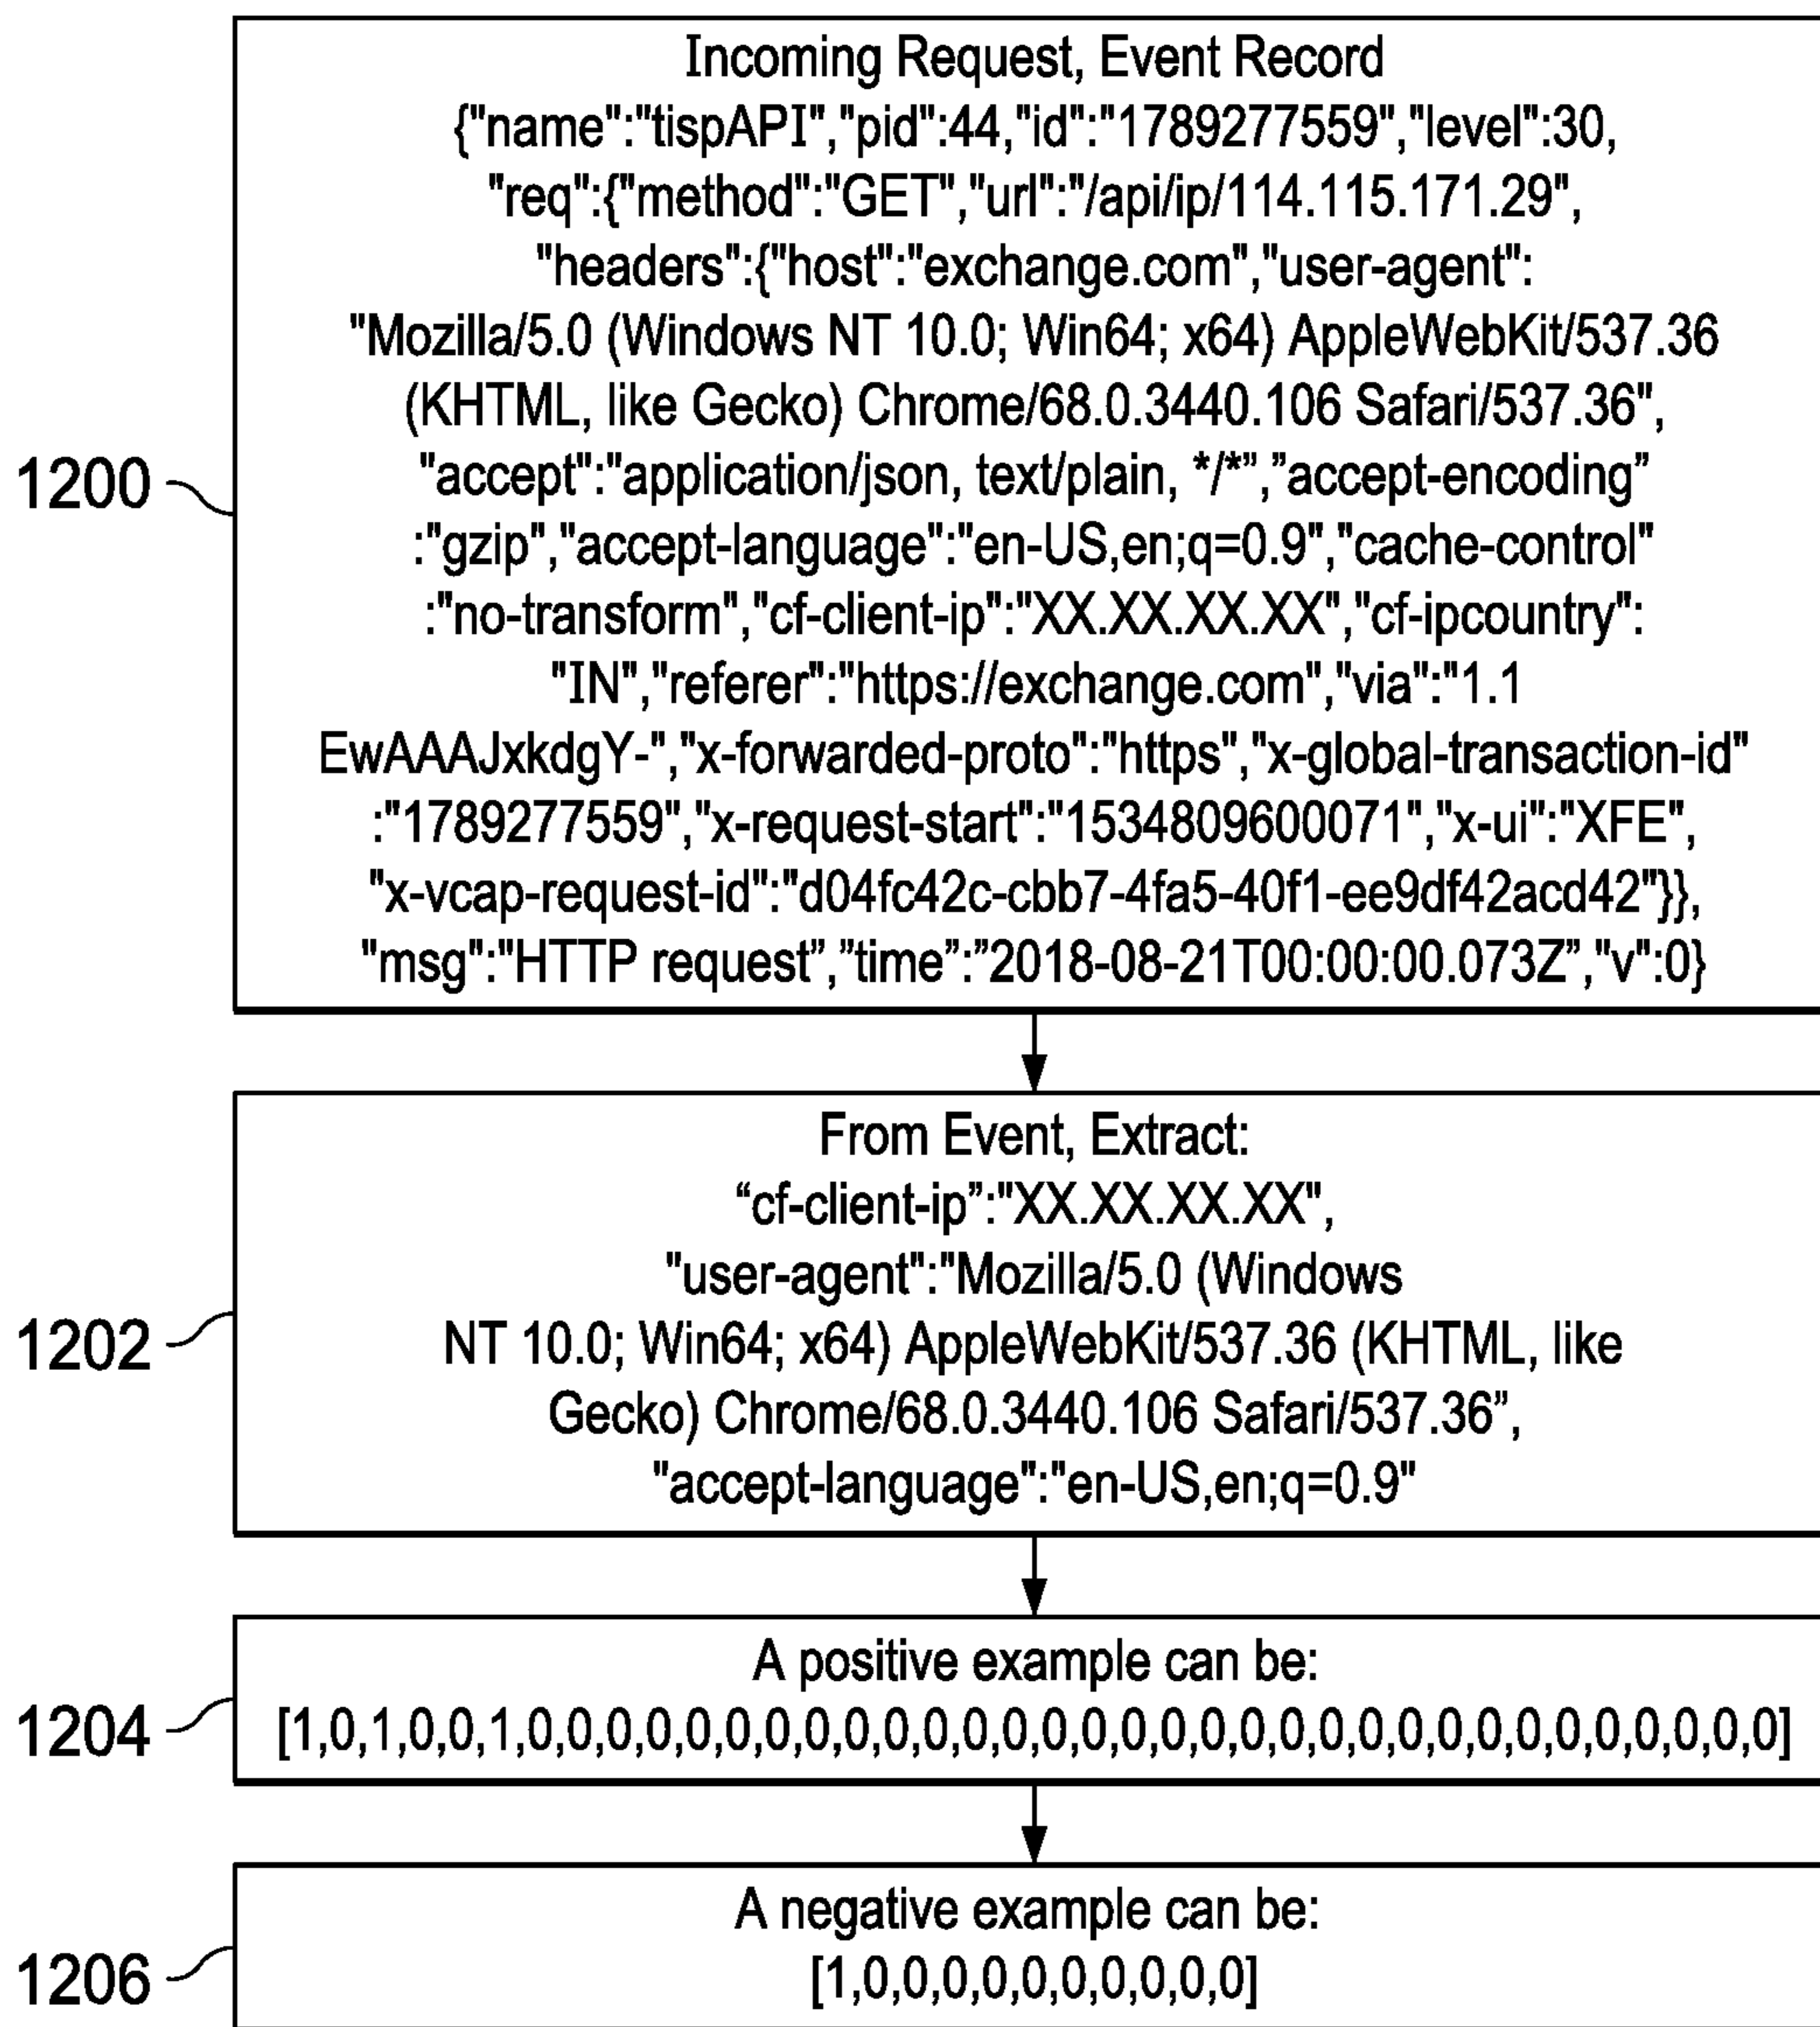 Incoming Request, Event Record
{"name":"tispAPI","pid":44,"id":"1789277559","level":30,
"req":{"method":"GET","url":"/api/ip/114.115.171.29",
"headers":{"host":"exchange.com","user-agent":
"Mozilla/5.0 (Windows NT 10.0; Win64; x64) AppleWebKit/537.36
(KHTML, like Gecko) Chrome/68.0.3440.106 Safari/537.36",
1200
"accept":"application/json, text/plain, */*”,”accept-encoding”
:"gzip","accept-language":"en-US,en;q=0.9","cache-control"
:"no-transform","cf-client-ip":"XX.XX.XX.XX","cf-ipcountry":
"IN","referer":"https://exchange.com","via":"1.1
EwAAAJxkdgY-","x-forwarded-proto":"https","x-global-transaction-id"
:"1789277559","x-request-start":"1534809600071","x-ui":"XFE",
"x-vcap-request-id":"d04fc42c-cbb7-4fa5-40f1-ee9df42acd42"}},
"msg":"HTTP request”,”time”:”2018-08-21T00:00:00.073Z”,"v":0}
From Event, Extract:
“cf-client-ip”:"XX.XX.XX.XX",
"user-agent":"Mozilla/5.0 (Windows
1202
NT 10.0; Win64; x64) AppleWebKit/537.36 (KHTML, like
Gecko) Chrome/68.0.3440.106 Safari/537.36”,
"accept-language":"en-US,en;q=0.9"
A positive example can be:
1204
[1,0,1,0,0,1,0,0,0,0,0,0,0,0,0,0,0,0,0,0,0,0,0,0,0,0,0,0,0,0,0,0,0,0,0,0,0,0]
A negative example can be:
1206
[1,0,0,0,0,0,0,0,0,0,0]